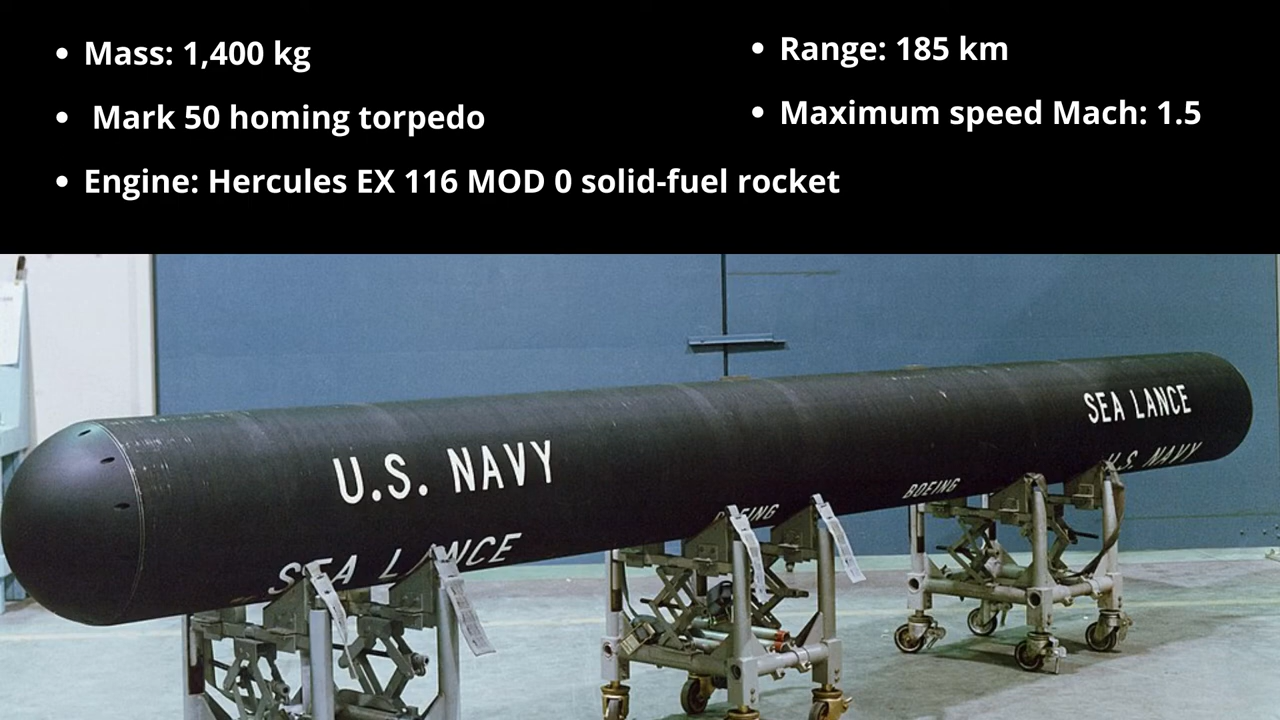 • Mass: 1,400 kg
• Mark 50 homing torpedo
• Engine: Hercules EX 116 MOD 0 solid-fuel rocket
• Range: 185 km
• Maximum speed Mach: 1.5
SEA LANCE
U.S. NAVY
U.S. NAVY
BOEING
BOEING
SEA LANCE